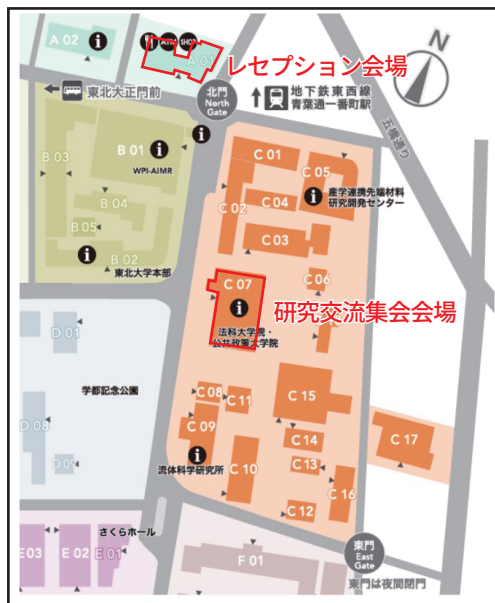 A 02
ATM
SHOP
A 01
レセプション会場
N
東北大正門前
北門
North
Gate
地下鉄東西線
青葉通一番町駅
五橋通り
B 03
B 01
WPI-AIMR
B 04
B 05
B 02
東北大学本部
C 01
C 05
産学連携先端材料
研究開発センター
C 02
C 04
C 03
C 06
C 07
研究交流集会会場
法科大学院・
公共政策大学院
D 01
学都記念公園
D 08
C 08
C 11
C 15
C 09
C 14
C 17
流体科学研究所
C 10
C 13
C 16
C 12
さくらホール
E 03
E 02
E 01
F 01
東門
East
Gate
東門は夜間閉門